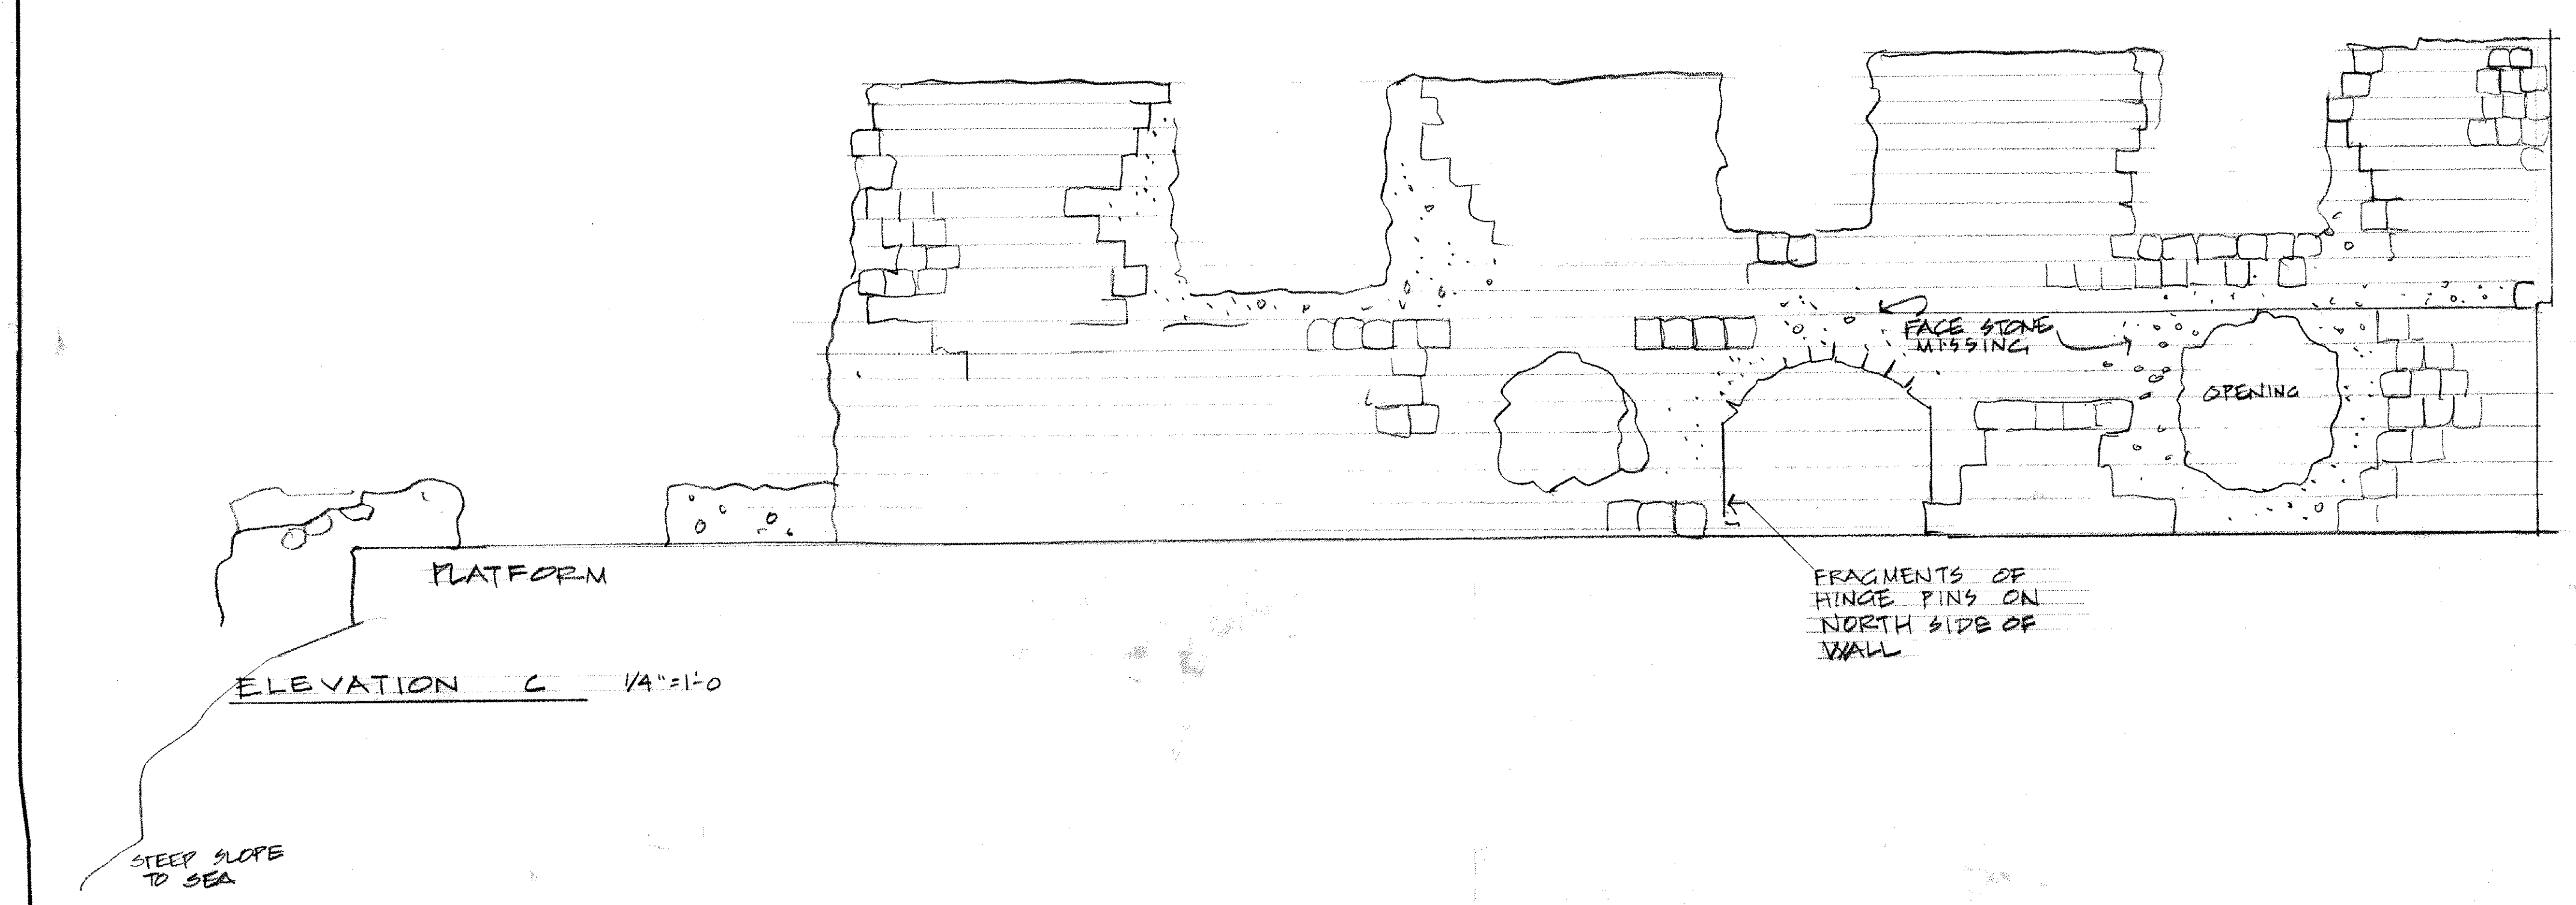 FACE STONE
MISSING
OPENING
PLATFORM
FRAGMENTS OF
HINGE PINS ON
NORTH SIDE OF
WALL
ELEVATION C 1/4"=1'-0
STEEP SLOPE
TO SEA